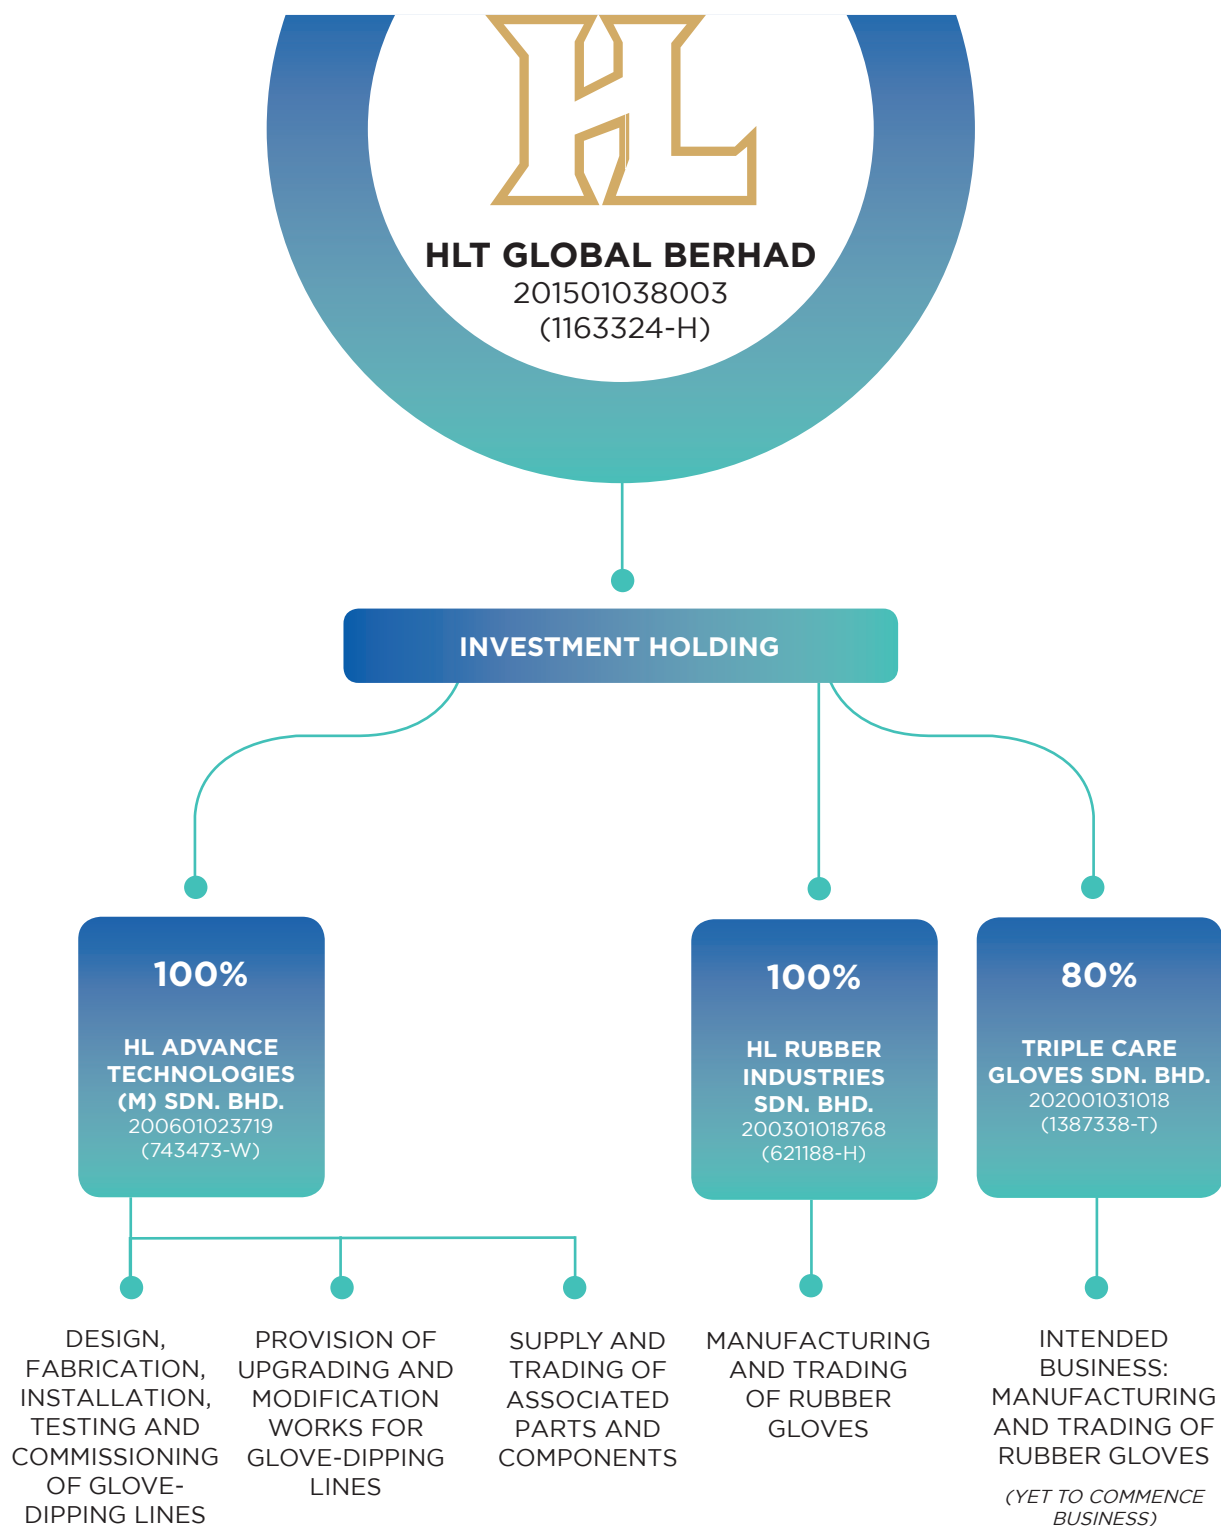 HL
HLT GLOBAL BERHAD
201501038003
(1163324-H)
INVESTMENT HOLDING
100%
HL ADVANCE
TECHNOLOGIES
(M) SDN. BHD.
200601023719
(743473-W)
100%
HL RUBBER
INDUSTRIES
SDN. BHD.
200301018768
(621188-H)
80%
TRIPLE CARE
GLOVES SDN. BHD.
202001031018
(1387338-T)
DESIGN,
FABRICATION,
INSTALLATION,
TESTING AND
COMMISSIONING
OF GLOVE-
DIPPING LINES
PROVISION OF
UPGRADING AND
MODIFICATION
WORKS FOR
GLOVE-DIPPING
LINES
SUPPLY AND
TRADING OF
ASSOCIATED
PARTS AND
COMPONENTS
MANUFACTURING
AND TRADING
OF RUBBER
GLOVES
INTENDED
BUSINESS:
MANUFACTURING
AND TRADING OF
RUBBER GLOVES
(YET TO COMMENCE
BUSINESS)